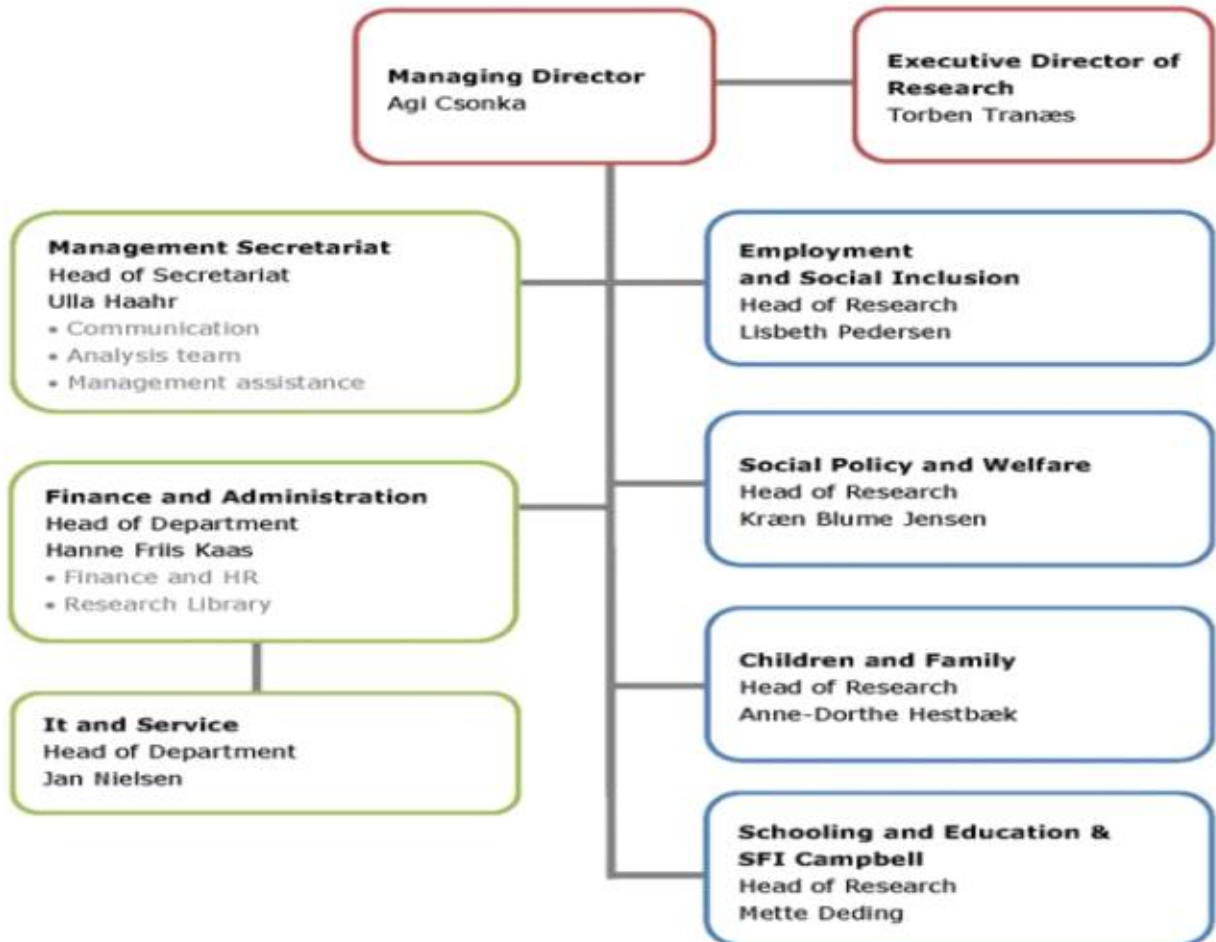 Managing Director
Agi Csonka
Executive Director of
Research
Torben Tranæs
Management Secretariat
Head of Secretariat
Ulla Haahr
• Communication
• Analysis team
• Management assistance
Employment
and Social Inclusion
Head of Research
Lisbeth Pedersen
Finance and Administration
Head of Department
Hanne Friis Kaas
• Finance and HR
• Research Library
Social Policy and Welfare
Head of Research
Kræn Blume Jensen
It and Service
Head of Department
Jan Nielsen
Children and Family
Head of Research
Anne-Dorthe Hestbæk
Schooling and Education &
SFI Campbell
Head of Research
Mette Deding